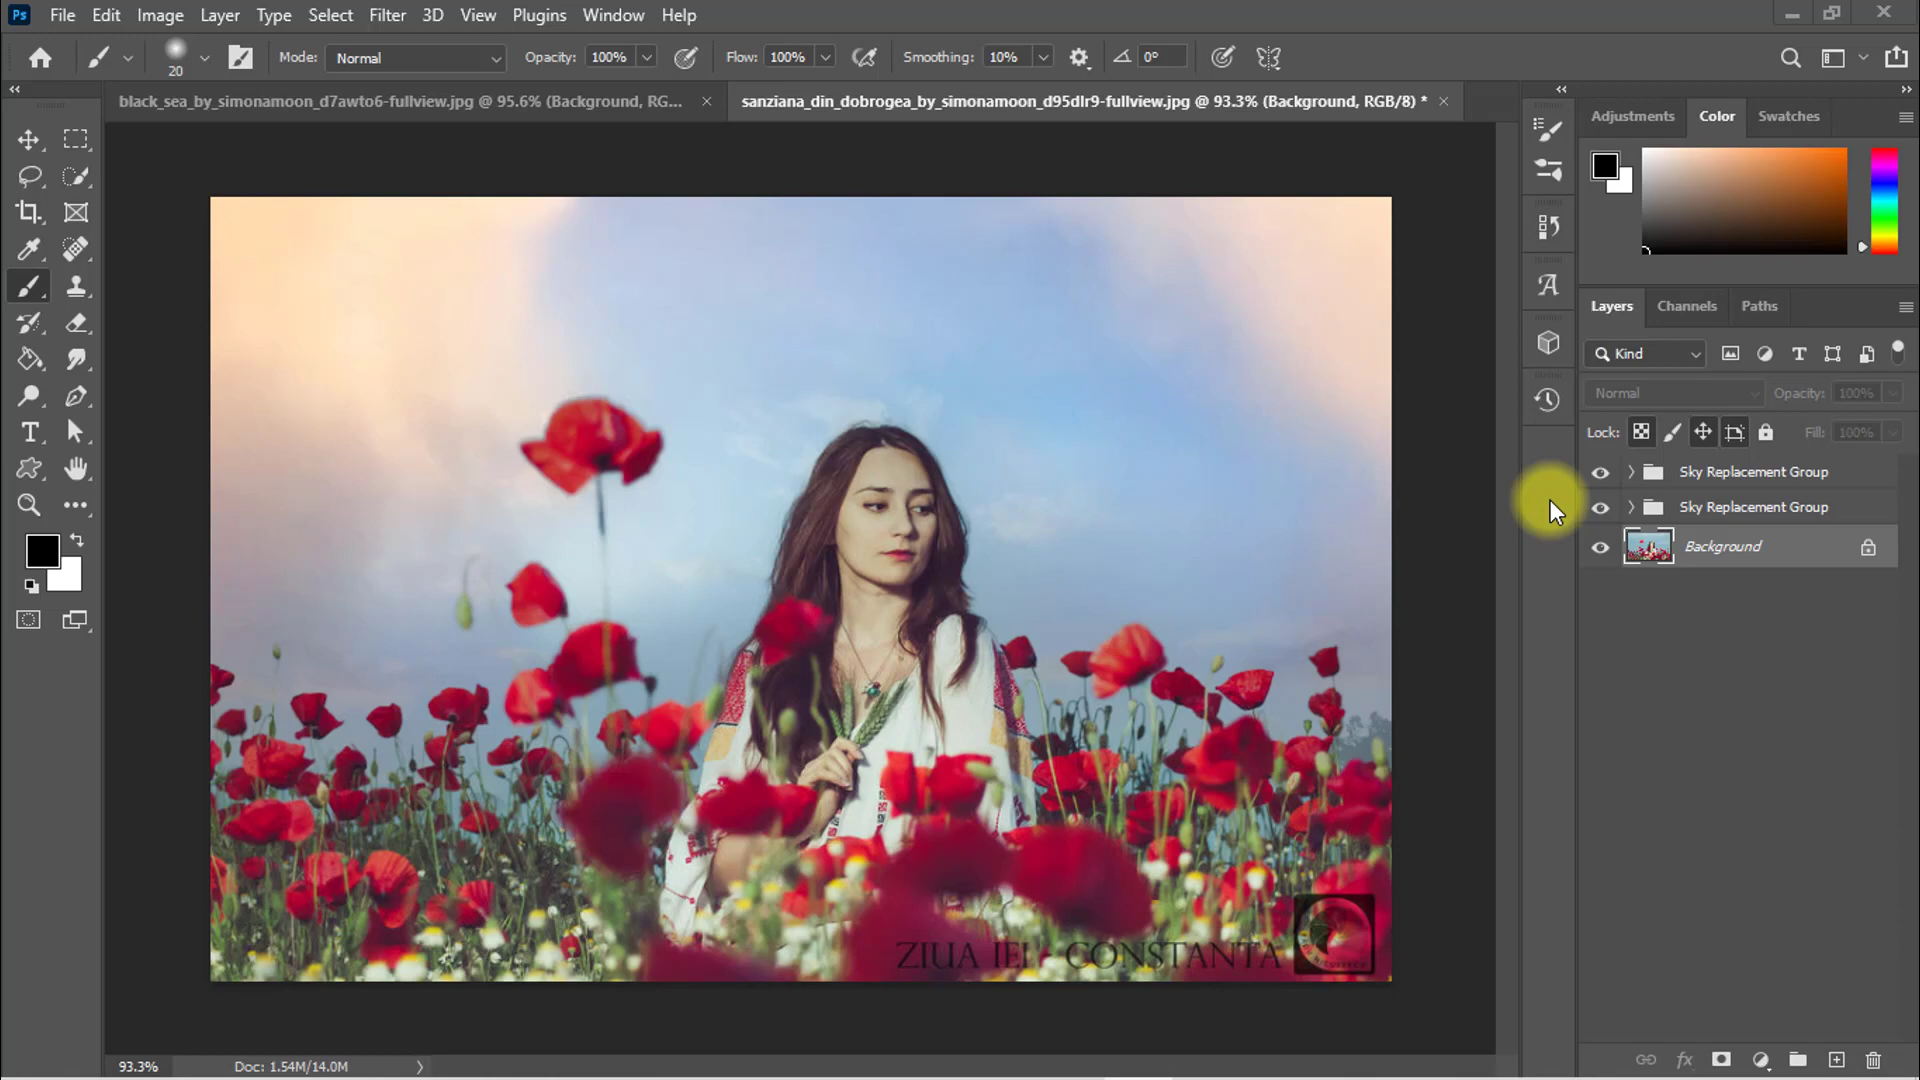 Ps File Edit Image Layer Type Select Filter 3D View Plugins Window Help
20 Mode: Normal Opacity: 100% Flow: 100% Smoothing: 10% 0°
black_sea_by_simonamoon_d7awto6-fullview.jpg @ 95.6% (Background, RG... sanziana_din_dobrogea_by_simonamoon_d95dlr9-fullview.jpg @ 93.3% (Background, RGB/8) *
Adjustments Color Swatches
Layers Channels Paths
Kind
Normal Opacity: 100%
Lock: Fill: 100%
Sky Replacement Group
Sky Replacement Group
Background
ZIUA IEI CONSTANTA
93.3% Doc: 1.54M/14.0M